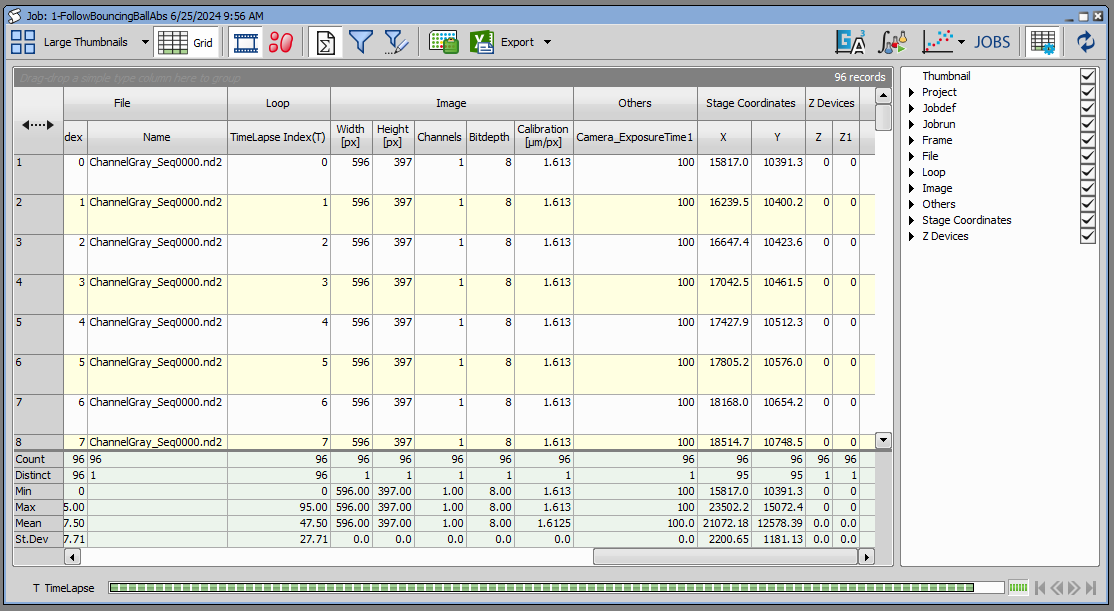 Job: 1-FollowBouncingBallAbs 6/25/2024 9:56 AM
Large Thumbnails Grid Export JOBS
Drag-drop a simple type column here to group 96 records
File Loop Image Others Stage Coordinates Z Devices
dex Name TimeLapse Index(T) Width [px] Height [px] Channels Bitdepth Calibration [µm/px] Camera_ExposureTime1 X Y Z Z1
1 0 ChannelGray_Seq0000.nd2 0 596 397 1 8 1.613 100 15817.0 10391.3 0 0
2 1 ChannelGray_Seq0000.nd2 1 596 397 1 8 1.613 100 16239.5 10400.2 0 0
3 2 ChannelGray_Seq0000.nd2 2 596 397 1 8 1.613 100 16647.4 10423.6 0 0
4 3 ChannelGray_Seq0000.nd2 3 596 397 1 8 1.613 100 17042.5 10461.5 0 0
5 4 ChannelGray_Seq0000.nd2 4 596 397 1 8 1.613 100 17427.9 10512.3 0 0
6 5 ChannelGray_Seq0000.nd2 5 596 397 1 8 1.613 100 17805.2 10576.0 0 0
7 6 ChannelGray_Seq0000.nd2 6 596 397 1 8 1.613 100 18168.0 10654.2 0 0
8 7 ChannelGray_Seq0000.nd2 7 596 397 1 8 1.613 100 18514.7 10748.5 0 0
Count 96 96 96 96 96 96 96 96 96 96 96 96 96
Distinct 96 1 96 1 1 1 1 1 1 95 95 1 1
Min 0 0 596.00 397.00 1.00 8.00 1.613 100 15817.0 10391.3 0 0
Max 5.00 95.00 596.00 397.00 1.00 8.00 1.613 100 23502.2 15072.4 0 0
Mean 7.50 47.50 596.00 397.00 1.00 8.00 1.6125 100.0 21072.18 12578.39 0.0 0.0
St.Dev 7.71 27.71 0.0 0.0 0.0 0.0 0.0 0.0 2200.65 1181.13 0.0 0.0
Thumbnail
Project
Jobdef
Jobrun
Frame
File
Loop
Image
Others
Stage Coordinates
Z Devices
T TimeLapse